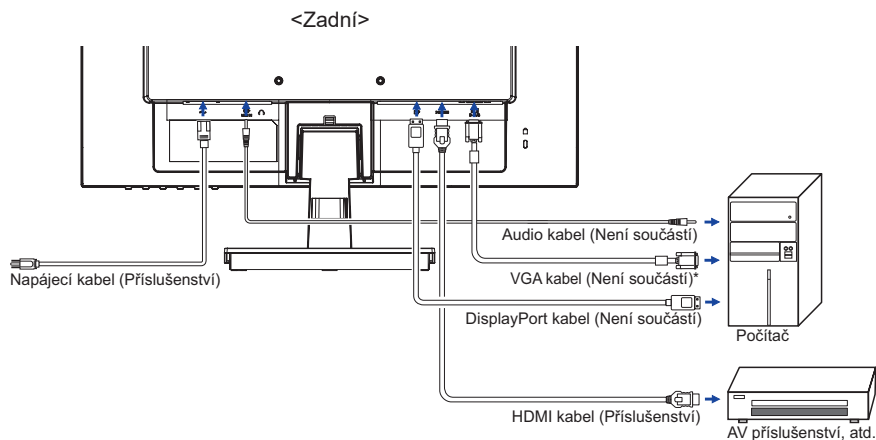 <Zadní>
Audio kabel (Není součástí)
Napájecí kabel (Příslušenství)
VGA kabel (Není součástí)*
DisplayPort kabel (Není součástí)
Počítač
HDMI kabel (Příslušenství)
AV příslušenství, atd.